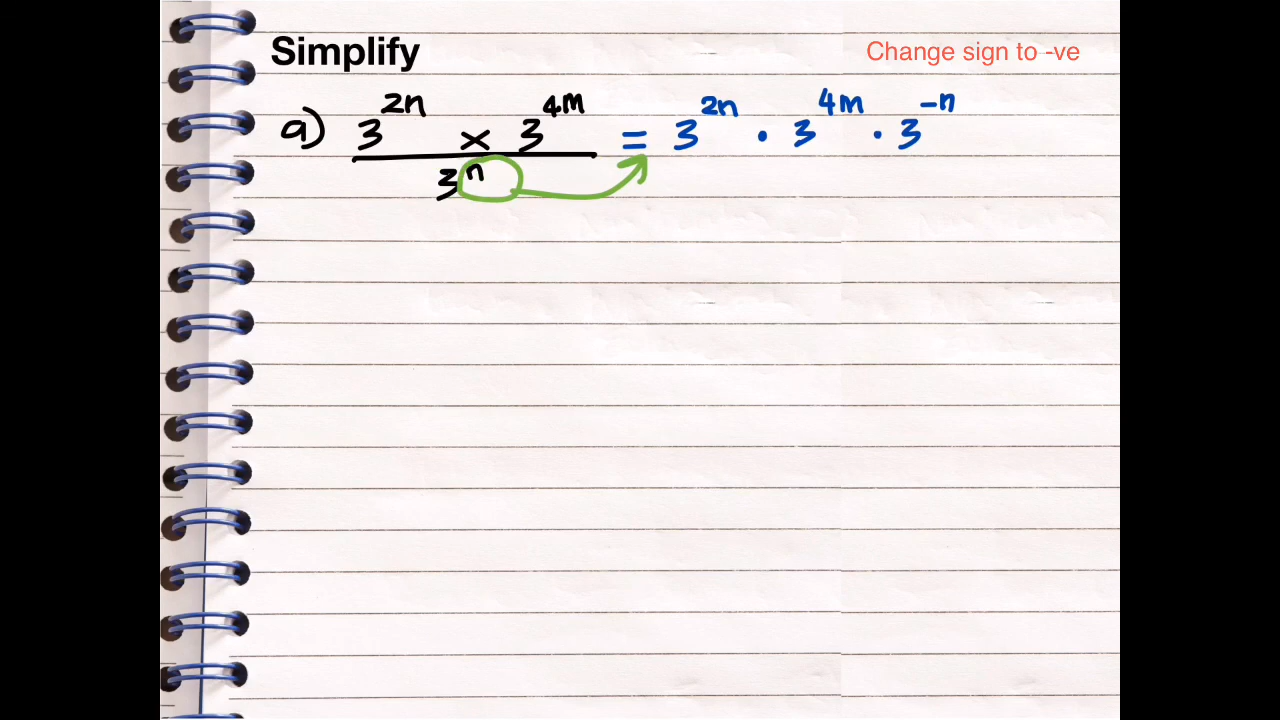 Simplify
Change sign to -ve
a) 3^{2n} × 3^{4m} / 3^{n} = 3^{2n} · 3^{4m} · 3^{-n}